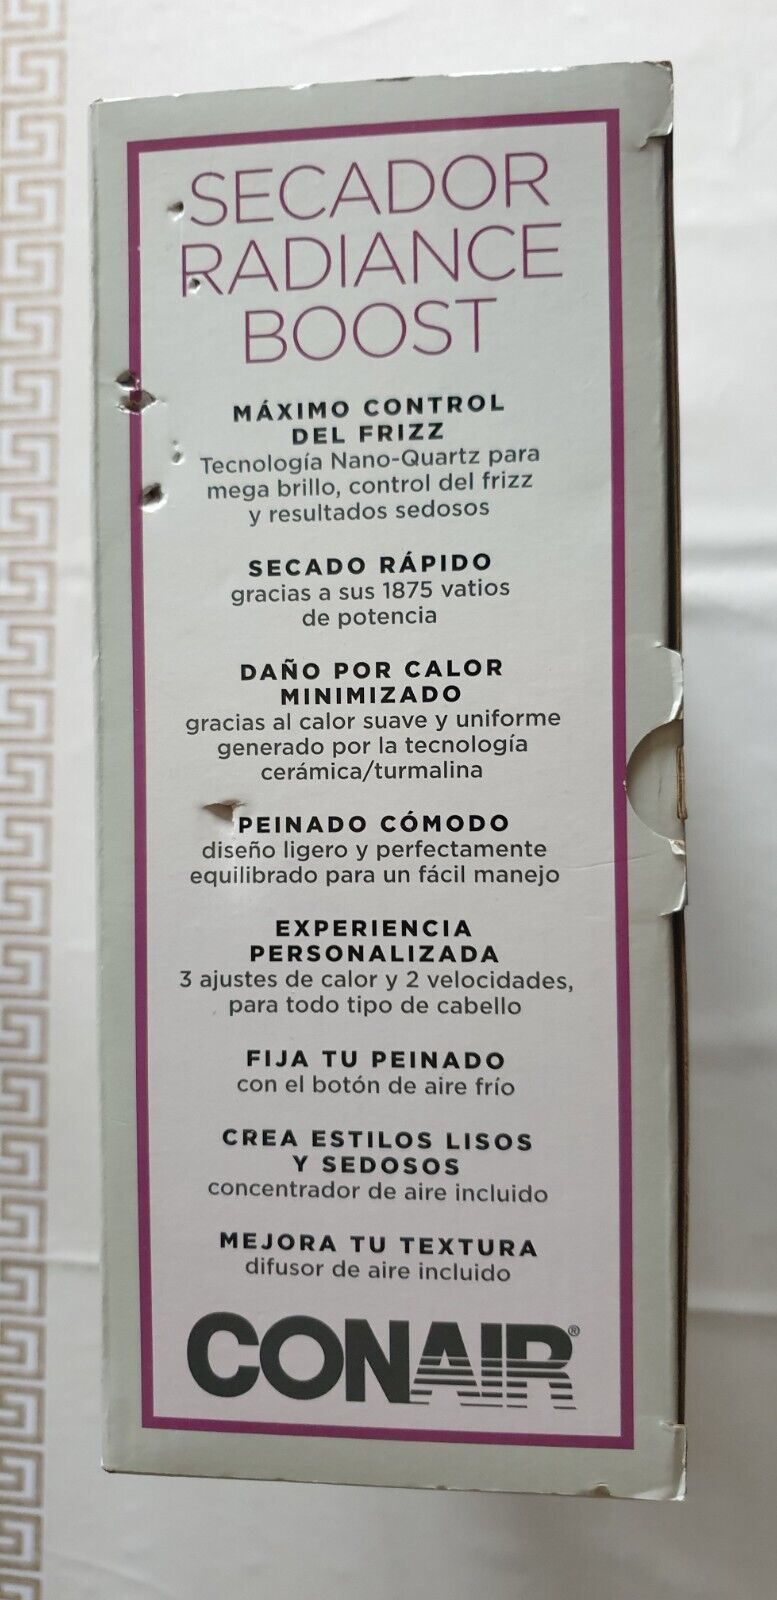 SECADOR
RADIANCE
BOOST
MÁXIMO CONTROL
DEL FRIZZ
Tecnología Nano-Quartz para
mega brillo, control del frizz
y resultados sedosos
SECADO RÁPIDO
gracias a sus 1875 vatios
de potencia
DAÑO POR CALOR
MINIMIZADO
gracias al calor suave y uniforme
generado por la tecnología
cerámica/turmalina
PEINADO CÓMODO
diseño ligero y perfectamente
equilibrado para un fácil manejo
EXPERIENCIA
PERSONALIZADA
3 ajustes de calor y 2 velocidades,
para todo tipo de cabello
FIJA TU PEINADO
con el botón de aire frío
CREA ESTILOS LISOS
Y SEDOSOS
concentrador de aire incluido
MEJORA TU TEXTURA
difusor de aire incluido
CONAIR®